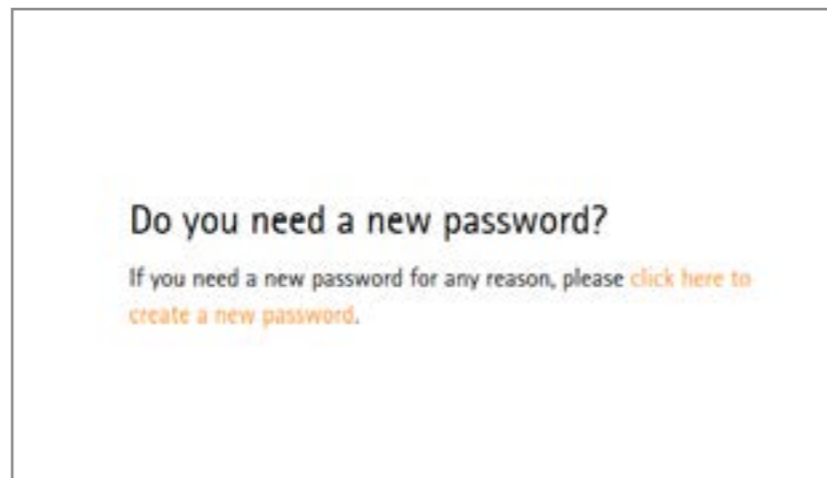 Do you need a new password?
If you need a new password for any reason, please click here to
create a new password.